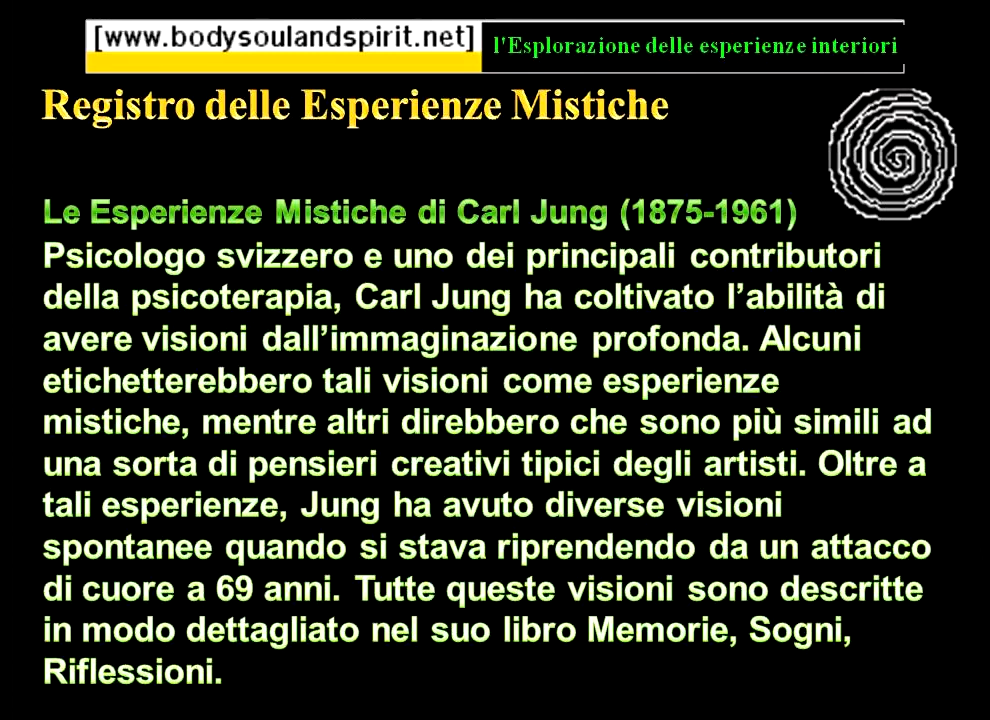 [www.bodysoulandspirit.net]
l'Esplorazione delle esperienze interiori
Registro delle Esperienze Mistiche
Le Esperienze Mistiche di Carl Jung (1875-1961)
Psicologo svizzero e uno dei principali contributori
della psicoterapia, Carl Jung ha coltivato l’abilità di
avere visioni dall’immaginazione profonda. Alcuni
etichetterebbero tali visioni come esperienze
mistiche, mentre altri direbbero che sono più simili ad
una sorta di pensieri creativi tipici degli artisti. Oltre a
tali esperienze, Jung ha avuto diverse visioni
spontanee quando si stava riprendendo da un attacco
di cuore a 69 anni. Tutte queste visioni sono descritte
in modo dettagliato nel suo libro Memorie, Sogni,
Riflessioni.